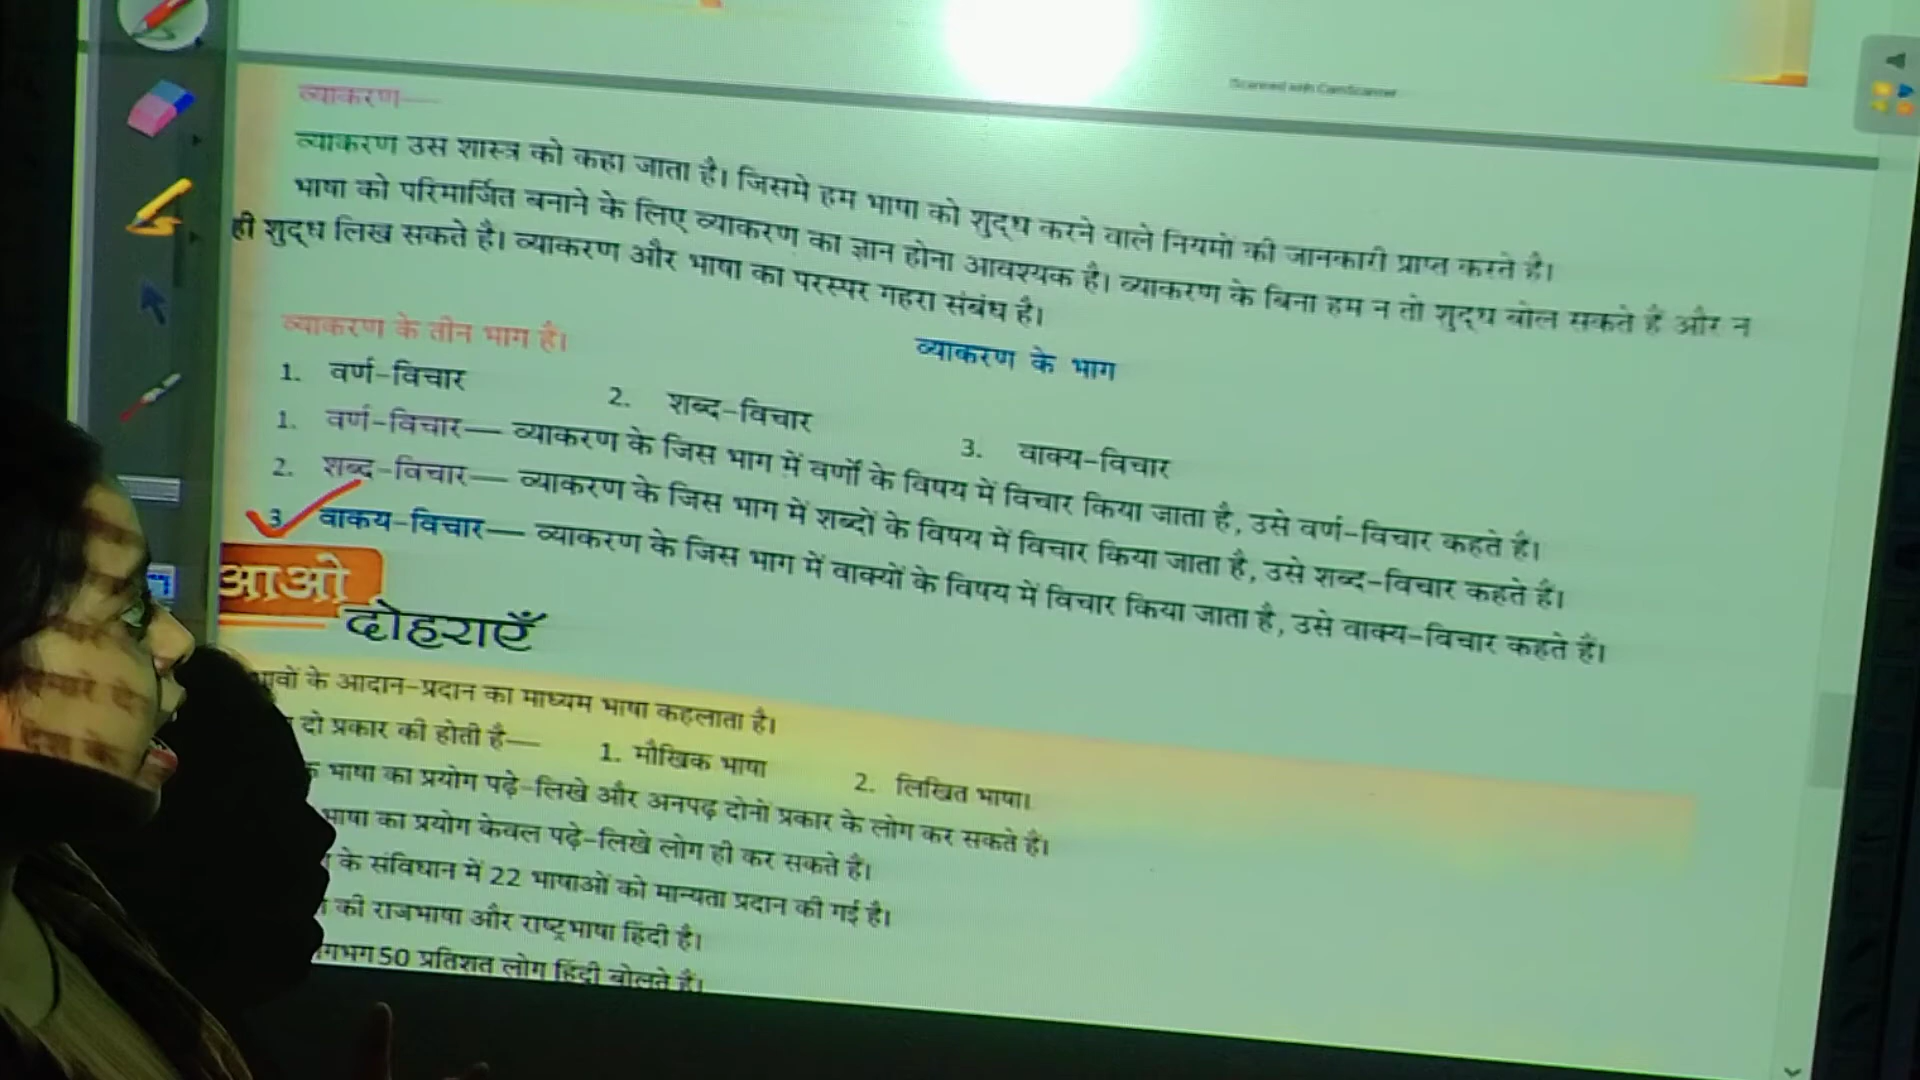 Scanned with CamScanner
व्याकरण—
व्याकरण उस शास्त्र को कहा जाता है। जिसमे हम भाषा को शुद्ध करने वाले नियमों की जानकारी प्राप्त करते है।
भाषा को परिमार्जित बनाने के लिए व्याकरण का ज्ञान होना आवश्यक है। व्याकरण के बिना हम न तो शुद्ध बोल सकते है और न
ही शुद्ध लिख सकते है। व्याकरण और भाषा का परस्पर गहरा संबंध है।
व्याकरण के तीन भाग है।
व्याकरण के भाग
1. वर्ण-विचार 2. शब्द-विचार 3. वाक्य-विचार
1. वर्ण-विचार— व्याकरण के जिस भाग में वर्णों के विषय में विचार किया जाता है, उसे वर्ण-विचार कहते है।
2. शब्द-विचार— व्याकरण के जिस भाग में शब्दों के विषय में विचार किया जाता है, उसे शब्द-विचार कहते हैं।
3 वाकय-विचार— व्याकरण के जिस भाग में वाक्यों के विषय में विचार किया जाता है, उसे वाक्य-विचार कहते हैं।
आओ
दोहराएँ
के आदान-प्रदान का माध्यम भाषा कहलाता है।
दो प्रकार की होती है— 1. मौखिक भाषा 2. लिखित भाषा।
भाषा का प्रयोग पढ़े-लिखे और अनपढ़ दोनों प्रकार के लोग कर सकते है।
भाषा का प्रयोग केवल पढ़े-लिखे लोग ही कर सकते हैं।
के संविधान में 22 भाषाओं को मान्यता प्रदान की गई है।
की राजभाषा और राष्ट्रभाषा हिंदी है।
50 प्रतिशत लोग हिंदी बोलते हैं।